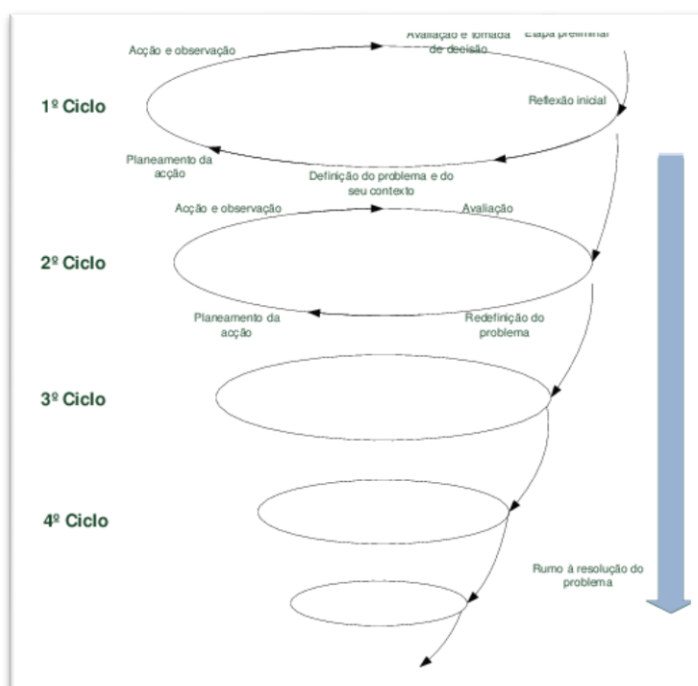 Avaliação e tomada
de decisão
Etapa preliminar
Acção e observação
1º Ciclo
Reflexão inicial
Planeamento da
acção
Definição do problema e do
seu contexto
Acção e observação
Avaliação
2º Ciclo
Planeamento da
acção
Redefinição do
problema
3º Ciclo
4º Ciclo
Rumo à resolução do
problema